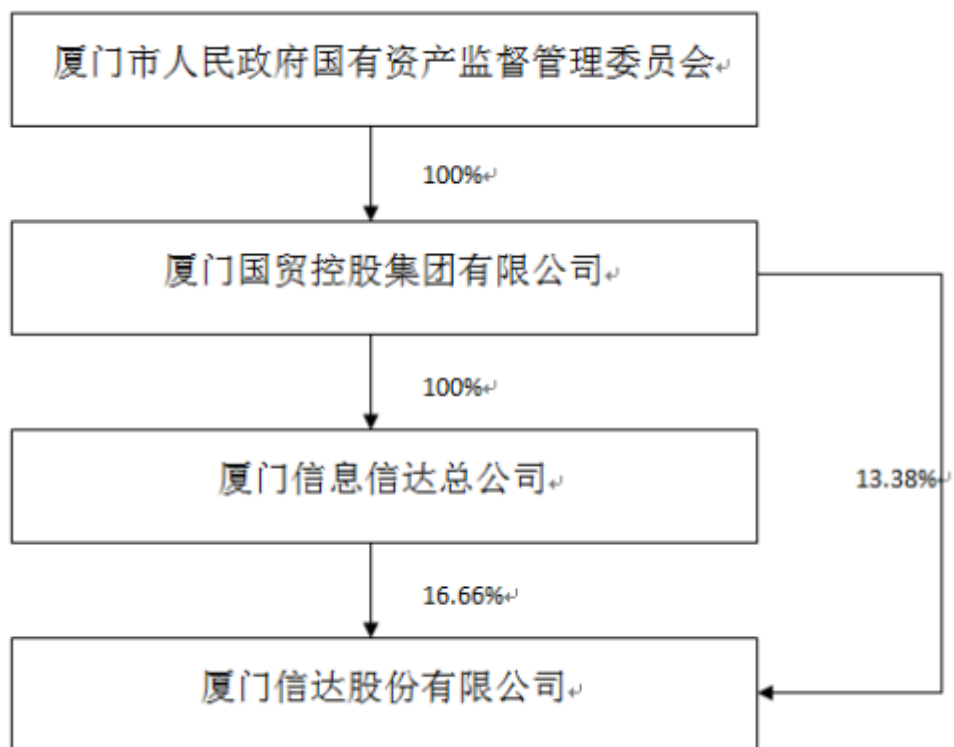 厦门市人民政府国有资产监督管理委员会
100%
厦门国贸控股集团有限公司
100%
厦门信息信达总公司
13.38%
16.66%
厦门信达股份有限公司